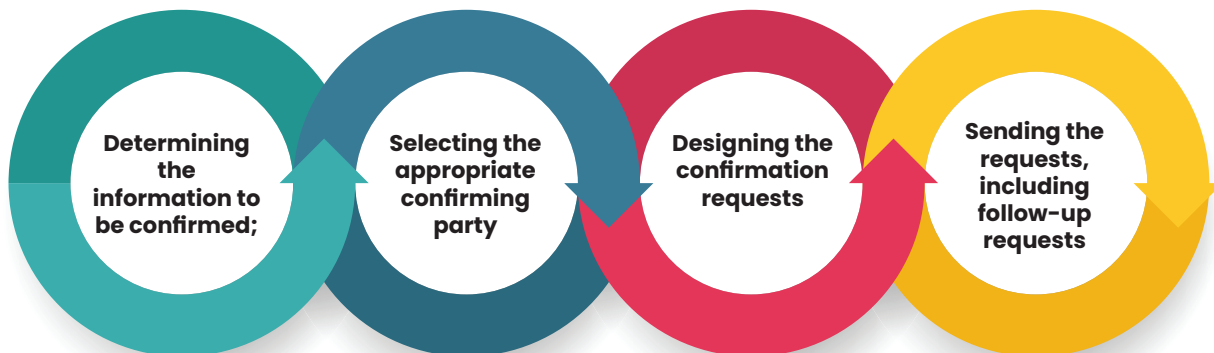 Determining
the
information to
be confirmed;
Selecting the
appropriate
confirming
party
Designing the
confirmation
requests
Sending the
requests,
including
follow-up
requests